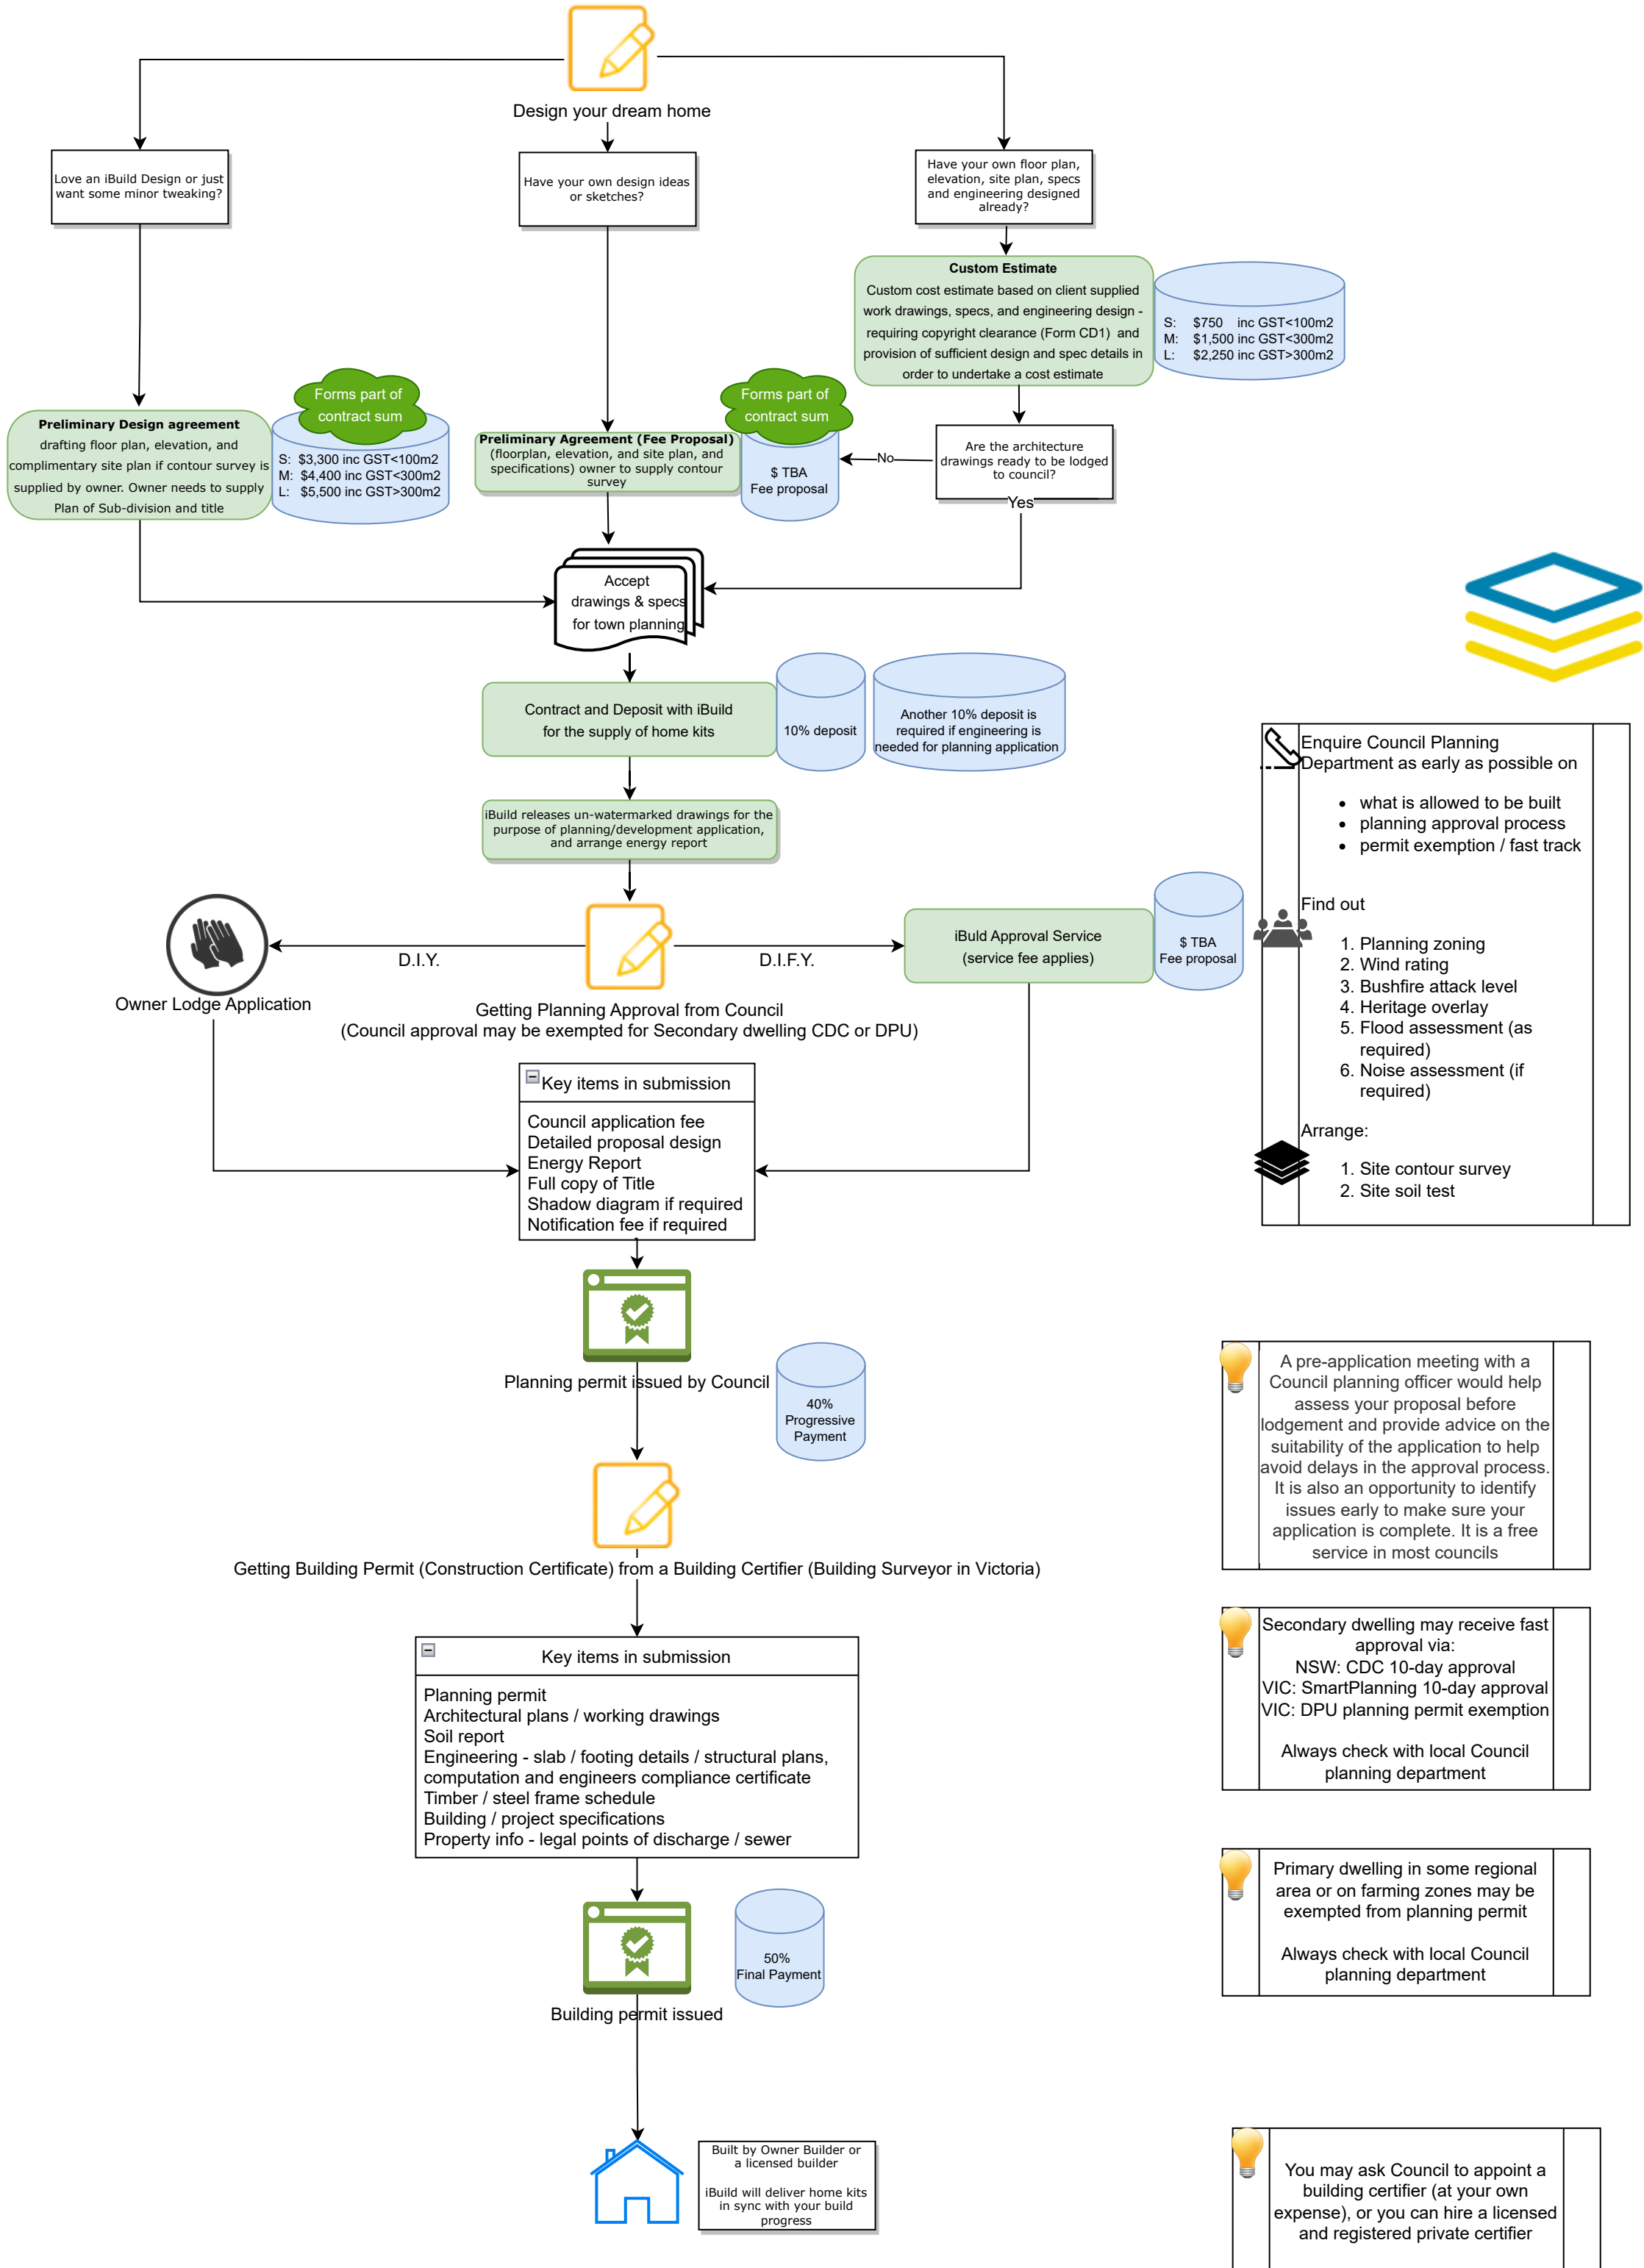 Design your dream home
Love an iBuild Design or just
want some minor tweaking?
Have your own design ideas
or sketches?
Have your own floor plan,
elevation, site plan, specs
and engineering designed
already?
Custom Estimate
Custom cost estimate based on client supplied
work drawings, specs, and engineering design -
requiring copyright clearance (Form CD1) and
provision of sufficient design and spec details in
order to undertake a cost estimate
S: $750 inc GST<100m2
M: $1,500 inc GST<300m2
L: $2,250 inc GST>300m2
Preliminary Design agreement
drafting floor plan, elevation, and
complimentary site plan if contour survey is
supplied by owner. Owner needs to supply
Plan of Sub-division and title
Forms part of
contract sum
S: $3,300 inc GST<100m2
M: $4,400 inc GST<300m2
L: $5,500 inc GST>300m2
Preliminary Agreement (Fee Proposal)
(floorplan, elevation, and site plan, and
specifications) owner to supply contour
survey
Forms part of
contract sum
$ TBA
Fee proposal
No
Are the architecture
drawings ready to be lodged
to council?
Yes
Accept
drawings & specs
for town planning
Contract and Deposit with iBuild
for the supply of home kits
10% deposit
Another 10% deposit is
required if engineering is
needed for planning application
iBuild releases un-watermarked drawings for the
purpose of planning/development application,
and arrange energy report
D.I.Y.
D.I.F.Y.
Owner Lodge Application
iBuld Approval Service
(service fee applies)
$ TBA
Fee proposal
Getting Planning Approval from Council
(Council approval may be exempted for Secondary dwelling CDC or DPU)
Key items in submission
Council application fee
Detailed proposal design
Energy Report
Full copy of Title
Shadow diagram if required
Notification fee if required
Planning permit issued by Council
40%
Progressive
Payment
Getting Building Permit (Construction Certificate) from a Building Certifier (Building Surveyor in Victoria)
Key items in submission
Planning permit
Architectural plans / working drawings
Soil report
Engineering - slab / footing details / structural plans,
computation and engineers compliance certificate
Timber / steel frame schedule
Building / project specifications
Property info - legal points of discharge / sewer
Building permit issued
50%
Final Payment
Built by Owner Builder or
a licensed builder
iBuild will deliver home kits
in sync with your build
progress
Enquire Council Planning
Department as early as possible on
• what is allowed to be built
• planning approval process
• permit exemption / fast track
Find out
1. Planning zoning
2. Wind rating
3. Bushfire attack level
4. Heritage overlay
5. Flood assessment (as
required)
6. Noise assessment (if
required)
Arrange:
1. Site contour survey
2. Site soil test
A pre-application meeting with a
Council planning officer would help
assess your proposal before
lodgement and provide advice on the
suitability of the application to help
avoid delays in the approval process.
It is also an opportunity to identify
issues early to make sure your
application is complete. It is a free
service in most councils
Secondary dwelling may receive fast
approval via:
NSW: CDC 10-day approval
VIC: SmartPlanning 10-day approval
VIC: DPU planning permit exemption
Always check with local Council
planning department
Primary dwelling in some regional
area or on farming zones may be
exempted from planning permit
Always check with local Council
planning department
You may ask Council to appoint a
building certifier (at your own
expense), or you can hire a licensed
and registered private certifier